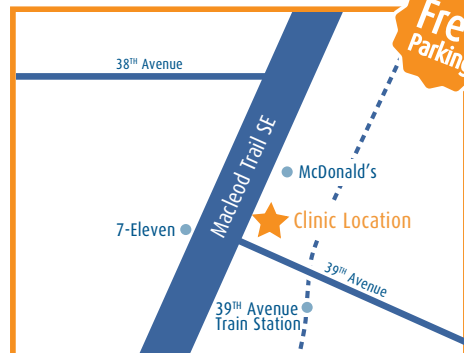 Fre
Parking
38TH Avenue
Macleod Trail SE
McDonald's
7-Eleven
Clinic Location
39TH Avenue
39TH Avenue
Train Station